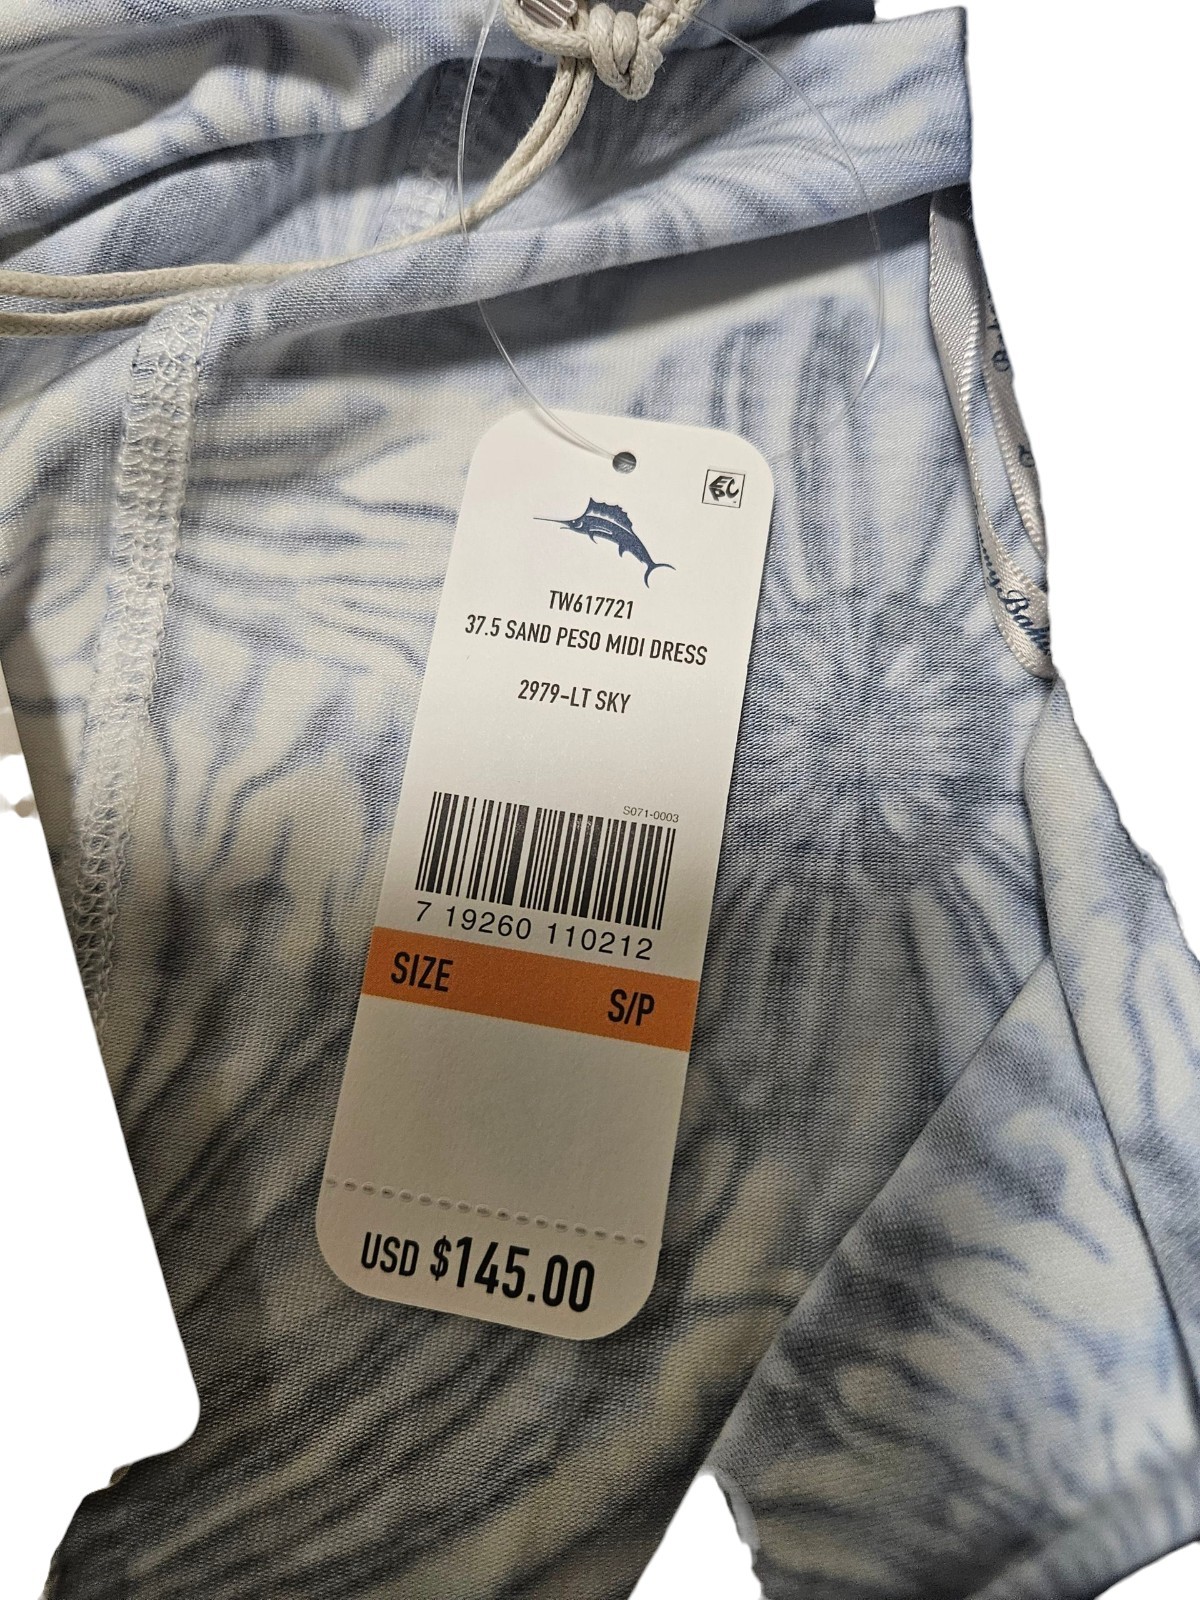 TW617721
37.5 SAND PESO MIDI DRESS
2979-LT SKY
S071-0003
7 19260 110212
SIZE
S/P
USD $145.00